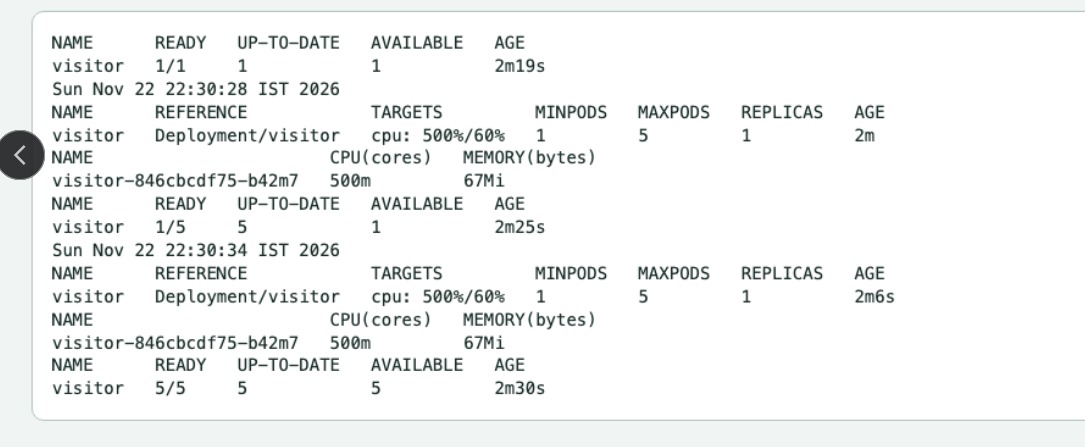 NAME      READY   UP-TO-DATE   AVAILABLE   AGE
visitor   1/1     1            1           2m19s
Sun Nov 22 22:30:28 IST 2026
NAME      REFERENCE            TARGETS         MINPODS   MAXPODS   REPLICAS   AGE
visitor   Deployment/visitor   cpu: 500%/60%   1         5         1          2m
NAME                       CPU(cores)   MEMORY(bytes)
visitor-846cbcdf75-b42m7   500m         67Mi
NAME      READY   UP-TO-DATE   AVAILABLE   AGE
visitor   1/5     5            1           2m25s
Sun Nov 22 22:30:34 IST 2026
NAME      REFERENCE            TARGETS         MINPODS   MAXPODS   REPLICAS   AGE
visitor   Deployment/visitor   cpu: 500%/60%   1         5         1          2m6s
NAME                       CPU(cores)   MEMORY(bytes)
visitor-846cbcdf75-b42m7   500m         67Mi
NAME      READY   UP-TO-DATE   AVAILABLE   AGE
visitor   5/5     5            5           2m30s